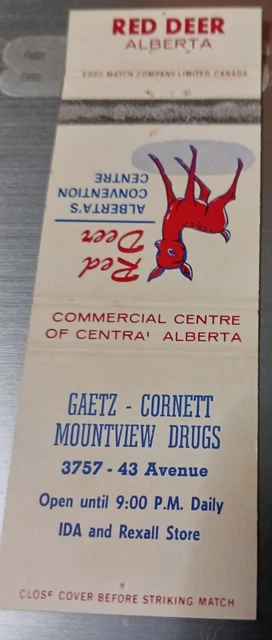 RED DEER
ALBERTA
EDDY MATCH COMPANY LIMITED, CANADA
Red
Deer
ALBERTA'S
CONVENTION
CENTRE
COMMERCIAL CENTRE
OF CENTRAL ALBERTA
GAETZ - CORNETT
MOUNTVIEW DRUGS
3757 - 43 Avenue
Open until 9:00 P.M. Daily
IDA and Rexall Store
CLOSE COVER BEFORE STRIKING MATCH